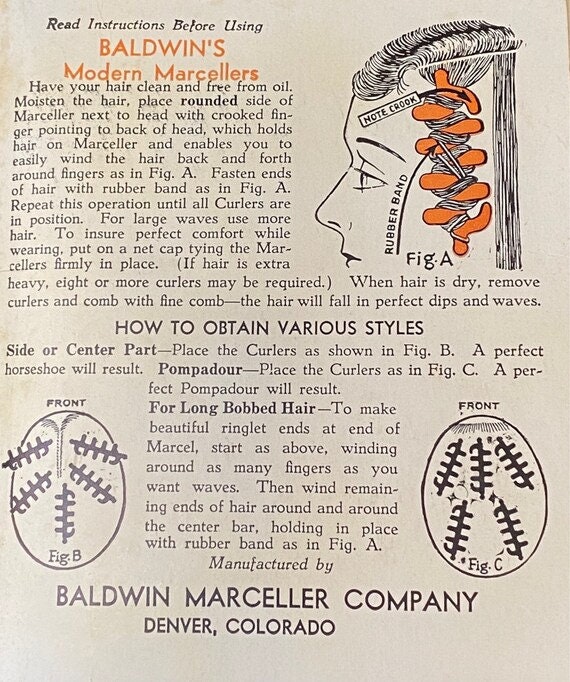 Read Instructions Before Using
BALDWIN'S
Modern Marcellers
Have your hair clean and free from oil.
Moisten the hair, place rounded side of
Marceller next to head with crooked fin-
ger pointing to back of head, which holds
hair on Marceller and enables you to
easily wind the hair back and forth
around fingers as in Fig. A. Fasten ends
of hair with rubber band as in Fig. A.
Repeat this operation until all Curlers are
in position. For large waves use more
hair. To insure perfect comfort while
wearing, put on a net cap tying the Mar-
cellers firmly in place. (If hair is extra
heavy, eight or more curlers may be required.) When hair is dry, remove
curlers and comb with fine comb—the hair will fall in perfect dips and waves.
NOTE CROOK
RUBBER BAND
Fig. A
HOW TO OBTAIN VARIOUS STYLES
Side or Center Part—Place the Curlers as shown in Fig. B. A perfect
horseshoe will result. Pompadour—Place the Curlers as in Fig. C. A per-
fect Pompadour will result.
For Long Bobbed Hair—To make
beautiful ringlet ends at end of
Marcel, start as above, winding
around as many fingers as you
want waves. Then wind remain-
ing ends of hair around and around
the center bar, holding in place
with rubber band as in Fig. A.
FRONT
Fig. B
FRONT
Fig. C
Manufactured by
BALDWIN MARCELLER COMPANY
DENVER, COLORADO